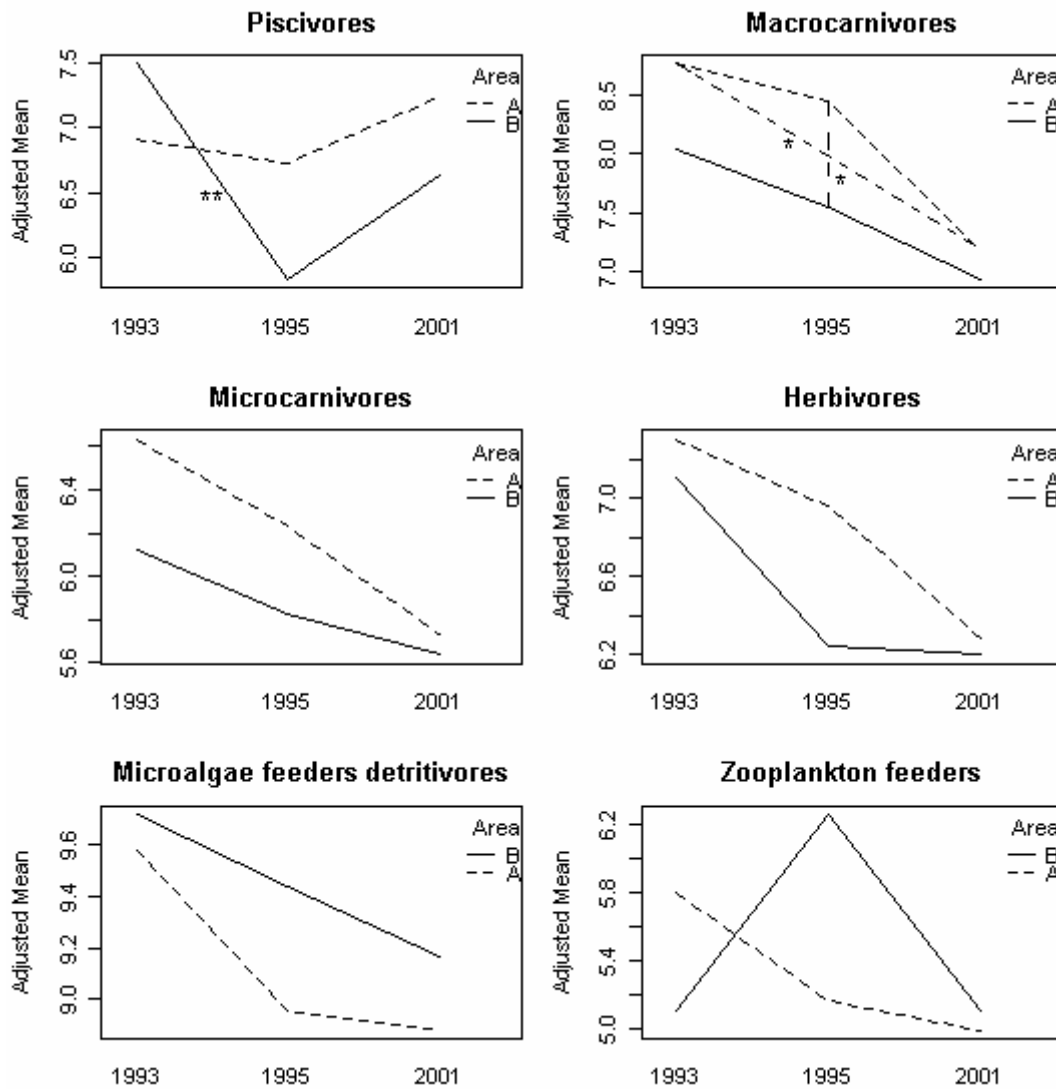 Piscivores
Adjusted Mean
7.5
7.0
6.5
6.0
Area
A
B
**
1993 1995 2001
Macrocarnivores
Adjusted Mean
8.5
8.0
7.5
7.0
Area
A
B
*
*
1993 1995 2001
Microcarnivores
Adjusted Mean
6.4
6.0
5.6
Area
A
B
1993 1995 2001
Herbivores
Adjusted Mean
7.0
6.6
6.2
Area
A
B
1993 1995 2001
Microalgae feeders detritivores
Adjusted Mean
9.6
9.4
9.2
9.0
Area
B
A
1993 1995 2001
Zooplankton feeders
Adjusted Mean
6.2
5.8
5.4
5.0
Area
B
A
1993 1995 2001